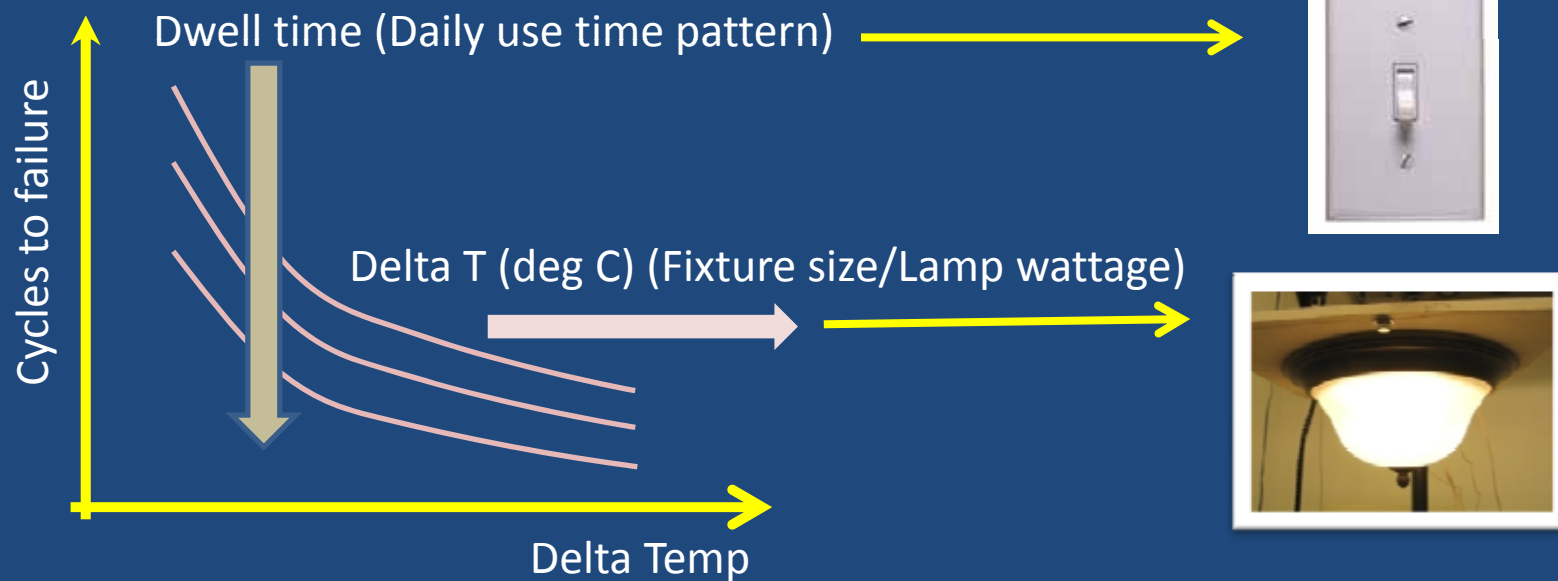 Dwell time (Daily use time pattern)
Cycles to failure
Delta T (deg C) (Fixture size/Lamp wattage)
Delta Temp